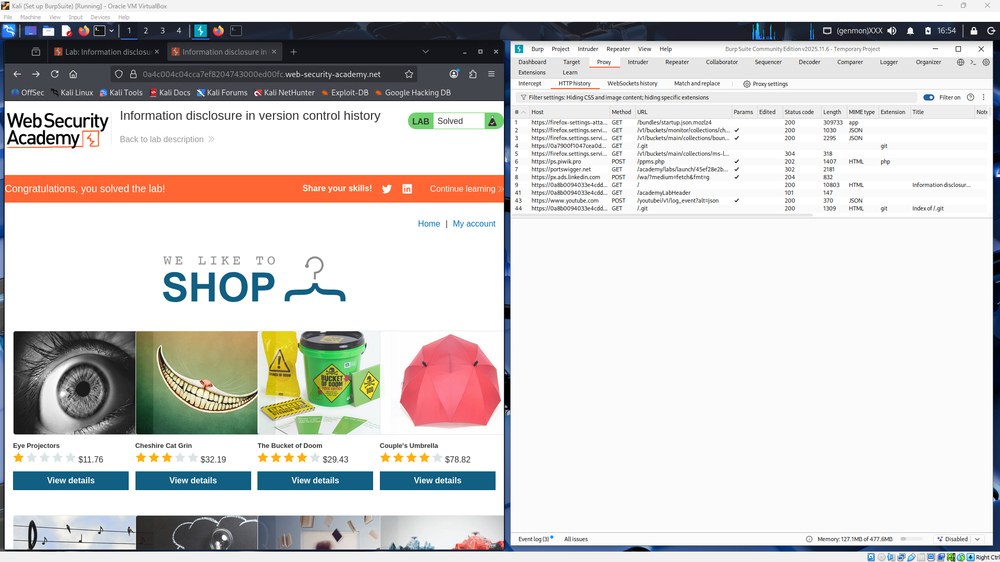 Kali (Set up BurpSuite) [Running] - Oracle VM VirtualBox
File Machine View Input Devices Help
1 2 3 4 (genmon)XXX 16:54
Lab: Information disclosur Information disclosure in
0a4c004c04cca7ef8204743000ed00fc.web-security-academy.net
OffSec Kali Linux Kali Tools Kali Docs Kali Forums Kali NetHunter Exploit-DB Google Hacking DB
Web Security
Academy
Information disclosure in version control history
LAB Solved
Back to lab description
Congratulations, you solved the lab! Share your skills! Continue learning
Home | My account
WE LIKE TO
SHOP
STENCH OF DOOM
BUCKET
OF DOOM
TOXIC EDITION
BOD
DANGER
STENCH DECK
Eye Projectors Cheshire Cat Grin The Bucket of Doom Couple's Umbrella
$11.76 $32.19 $29.43 $78.82
View details View details View details View details
Burp Project Intruder Repeater View Help Burp Suite Community Edition v2025.11.6 - Temporary Project
Dashboard Target Proxy Intruder Repeater Collaborator Sequencer Decoder Comparer Logger Organizer
Extensions Learn
Intercept HTTP history WebSockets history Match and replace Proxy settings
Filter settings: Hiding CSS and image content; hiding specific extensions Filter on
# Host Method URL Params Edited Status code Length MIME type Extension Title Note
1 https://firefox-settings-atta... GET /bundles/startup.json.mozlz4 200 309733 app
2 https://firefox.settings.servi... GET /v1/buckets/monitor/collections/ch... ✓ 200 1030 JSON
3 https://firefox.settings.servi... GET /v1/buckets/main/collections/boun... ✓ 200 2295 JSON
4 https://0a7900f1047cea0d... GET /.git git
5 https://firefox.settings.servi... GET /v1/buckets/main/collections/ms-l... 304 318
6 https://ps.piwik.pro POST /ppms.php ✓ 202 1407 HTML php
7 https://portswigger.net GET /academy/labs/launch/45ef28e2b... ✓ 302 2181
8 https://px.ads.linkedin.com POST /wa/?medium=fetch&fmt=g ✓ 204 832
9 https://0a8b0094033e4cdd... GET / 200 10803 HTML Information disclosur...
41 https://0a8b0094033e4cdd... GET /academyLabHeader 101 147
43 https://www.youtube.com POST /youtubei/v1/log_event?alt=json ✓ 200 370 JSON
44 https://0a8b0094033e4cdd... GET /.git 200 1309 HTML git Index of /.git
Event log (3) All issues Memory: 127.1MB of 477.6MB Disabled
Right Ctrl